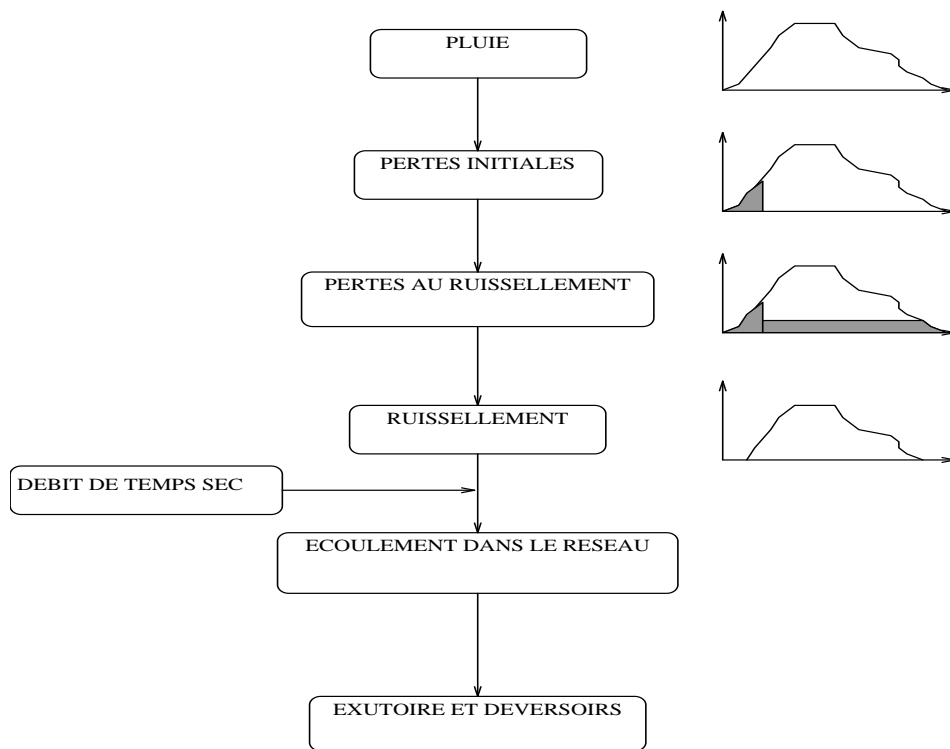 PLUIE
PERTES INITIALES
PERTES AU RUISSELLEMENT
RUISSELLEMENT
DEBIT DE TEMPS SEC
ECOULEMENT DANS LE RESEAU
EXUTOIRE ET DEVERSOIRS